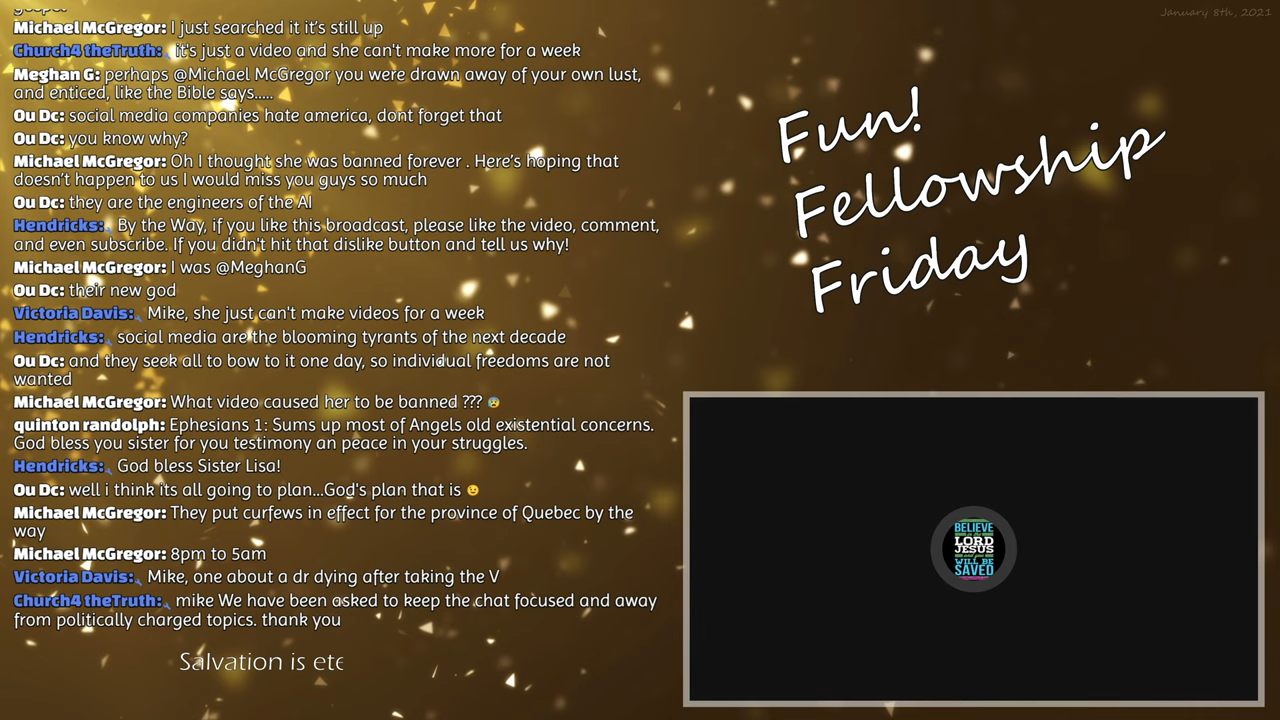 January 8th, 2021
Michael McGregor: I just searched it it's still up
Church4 theTruth: it's just a video and she can't make more for a week
Meghan G: perhaps @Michael McGregor you were drawn away of your own lust,
and enticed, like the Bible says.....
Ou Dc: social media companies hate america, dont forget that
Ou Dc: you know why?
Michael McGregor: Oh I thought she was banned forever . Here's hoping that
doesn't happen to us I would miss you guys so much
Ou Dc: they are the engineers of the AI
Hendricks: By the Way, if you like this broadcast, please like the video, comment,
and even subscribe. If you didn't hit that dislike button and tell us why!
Michael McGregor: I was @MeghanG
Ou Dc: their new god
Victoria Davis: Mike, she just can't make videos for a week
Hendricks: social media are the blooming tyrants of the next decade
Ou Dc: and they seek all to bow to it one day, so individual freedoms are not
wanted
Michael McGregor: What video caused her to be banned ??? 😰
quinton randolph: Ephesians 1: Sums up most of Angels old existential concerns.
God bless you sister for you testimony an peace in your struggles.
Hendricks: God bless Sister Lisa!
Ou Dc: well i think its all going to plan...God's plan that is 😉
Michael McGregor: They put curfews in effect for the province of Quebec by the
way
Michael McGregor: 8pm to 5am
Victoria Davis: Mike, one about a dr dying after taking the V
Church4 theTruth: mike We have been asked to keep the chat focused and away
from politically charged topics. thank you
Salvation is ete
Fun!
Fellowship
Friday
BELIEVE
LORD
JESUS
WILL BE
SAVED